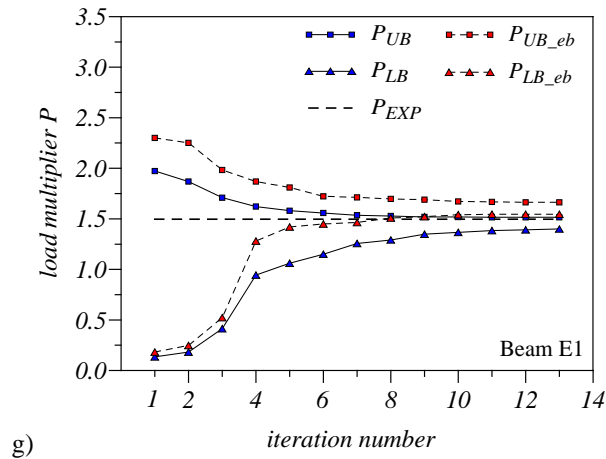 3.5
3.0
2.5
2.0
1.5
1.0
0.5
0.0
load multiplier P
P_UB
P_UB_eb
P_LB
P_LB_eb
P_EXP
Beam E1
1 2 4 6 8 10 12 14
iteration number
g)